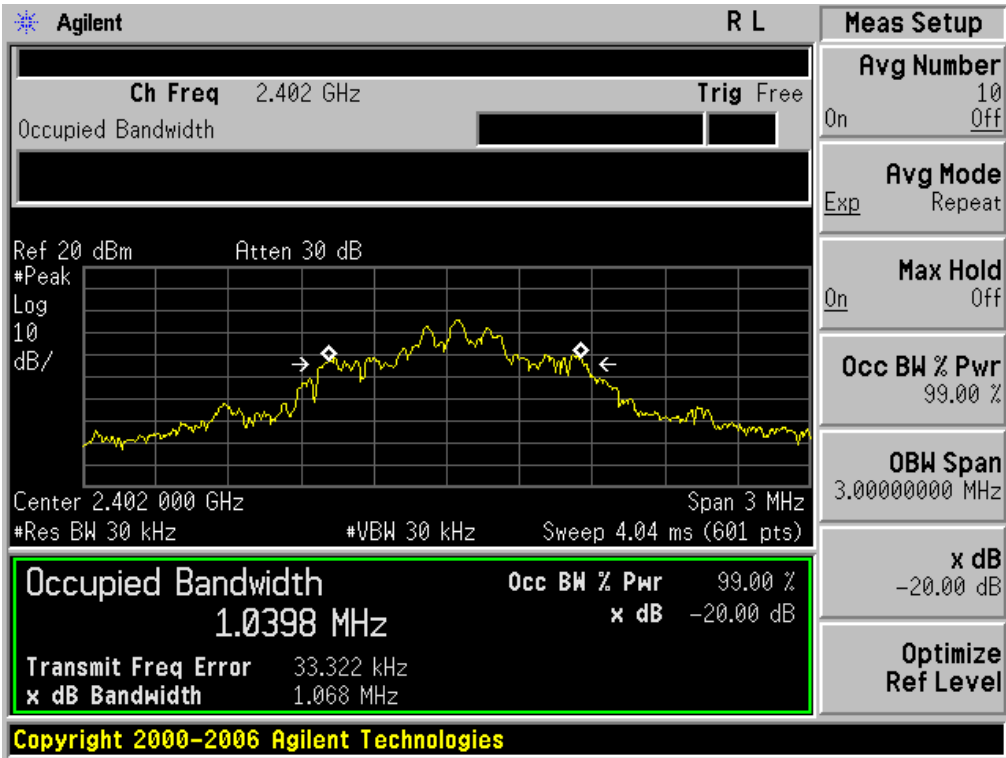 Agilent R L
Meas Setup
Ch Freq 2.402 GHz Trig Free
Occupied Bandwidth
Ref 20 dBm Atten 30 dB
#Peak
Log
10
dB/
Center 2.402 000 GHz Span 3 MHz
#Res BW 30 kHz #VBW 30 kHz Sweep 4.04 ms (601 pts)
Occupied Bandwidth Occ BW % Pwr 99.00 %
1.0398 MHz x dB -20.00 dB
Transmit Freq Error 33.322 kHz
x dB Bandwidth 1.068 MHz
Copyright 2000-2006 Agilent Technologies
Avg Number
10
On Off
Avg Mode
Exp Repeat
Max Hold
On Off
Occ BW % Pwr
99.00 %
OBW Span
3.00000000 MHz
x dB
-20.00 dB
Optimize
Ref Level